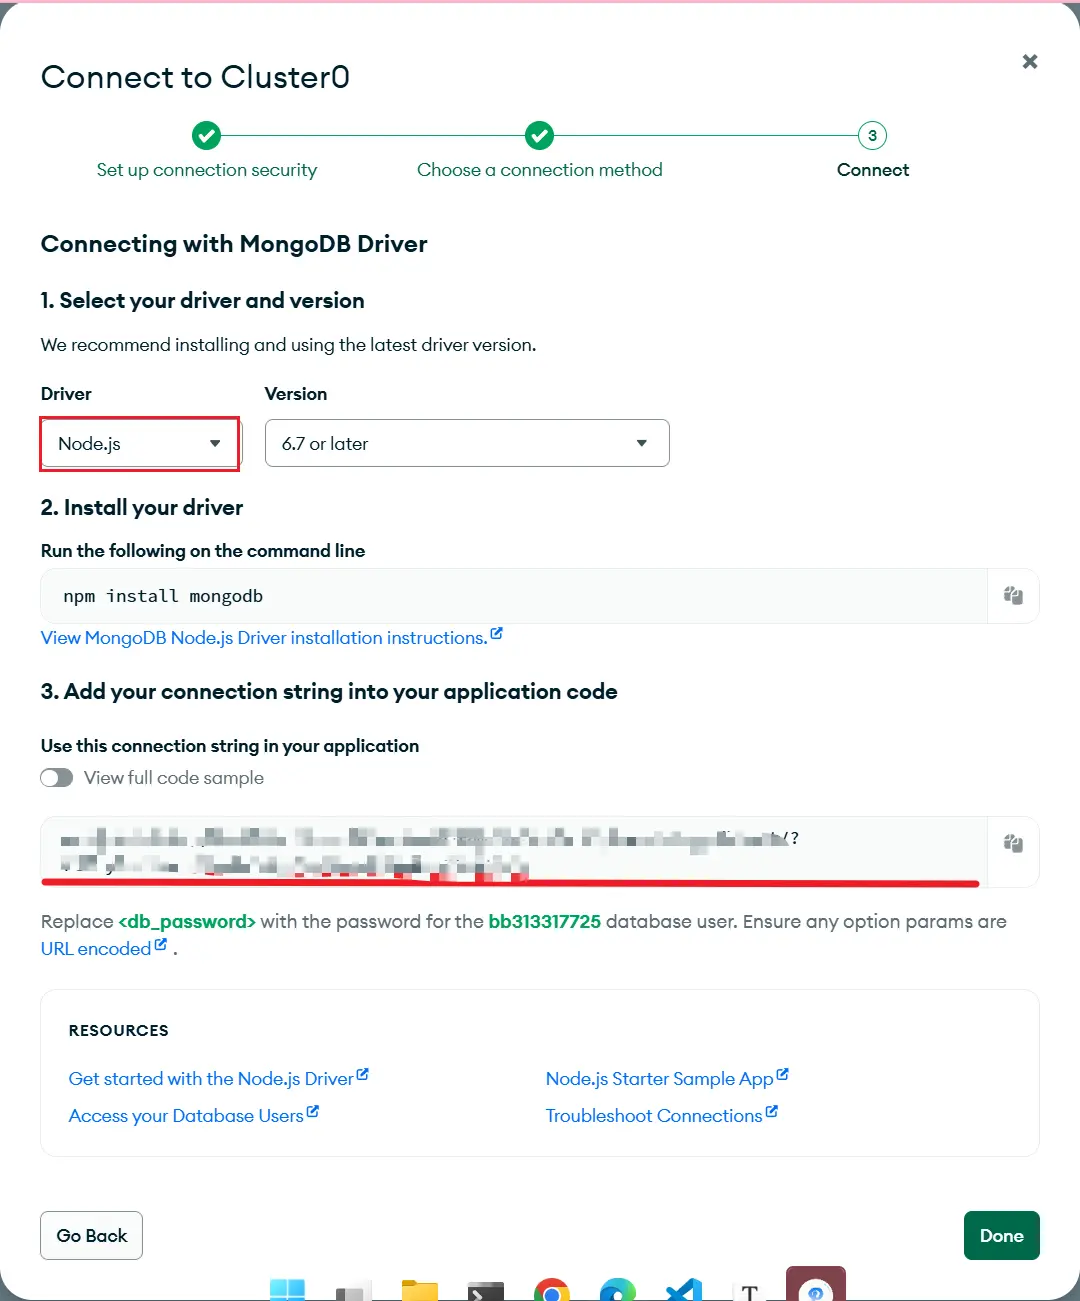 Connect to Cluster0
3
Set up connection security
Choose a connection method
Connect
Connecting with MongoDB Driver
1. Select your driver and version
We recommend installing and using the latest driver version.
Driver
Version
Node.js
6.7 or later
2. Install your driver
Run the following on the command line
npm install mongodb
View MongoDB Node.js Driver installation instructions.
3. Add your connection string into your application code
Use this connection string in your application
View full code sample
/?
Replace <db_password> with the password for the bb313317725 database user. Ensure any option params are
URL encoded .
RESOURCES
Get started with the Node.js Driver
Node.js Starter Sample App
Access your Database Users
Troubleshoot Connections
Go Back
Done
T